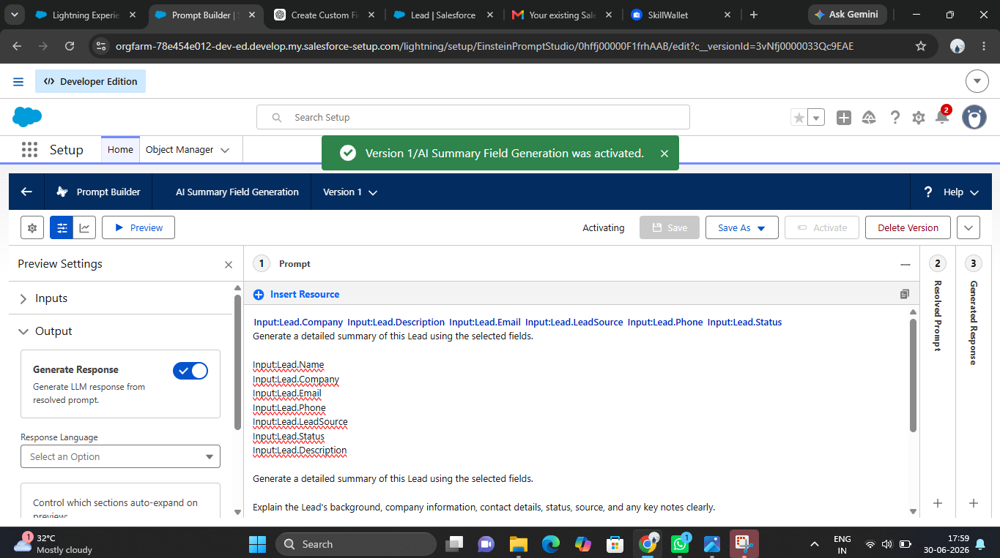 Lightning Experie
Prompt Builder | S
Create Custom Fi
Lead | Salesforce
Your existing Sale
SkillWallet
Ask Gemini
orgfarm-78e454e012-dev-ed.develop.my.salesforce-setup.com/lightning/setup/EinsteinPromptStudio/0hffj00000F1frhAAB/edit?c__versionId=3vNfj0000033Qc9EAE
Developer Edition
Search Setup
2
Setup
Home
Object Manager
Version 1/AI Summary Field Generation was activated.
Prompt Builder
AI Summary Field Generation
Version 1
? Help
Preview
Activating
Save
Save As
Activate
Delete Version
Preview Settings
1 Prompt
2
3
Inputs
Insert Resource
Resolved Prompt
Generated Response
Output
Input:Lead.Company Input:Lead.Description Input:Lead.Email Input:Lead.LeadSource Input:Lead.Phone Input:Lead.Status
Generate a detailed summary of this Lead using the selected fields.
Generate Response
Generate LLM response from
resolved prompt.
Input:Lead.Name
Input:Lead.Company
Input:Lead.Email
Input:Lead.Phone
Input:Lead.LeadSource
Input:Lead.Status
Input:Lead.Description
Response Language
Select an Option
Generate a detailed summary of this Lead using the selected fields.
Control which sections auto-expand on
preview:
Explain the Lead's background, company information, contact details, status, source, and any key notes clearly.
1
32°C
Mostly cloudy
Search
1
ENG
IN
17:59
30-06-2026